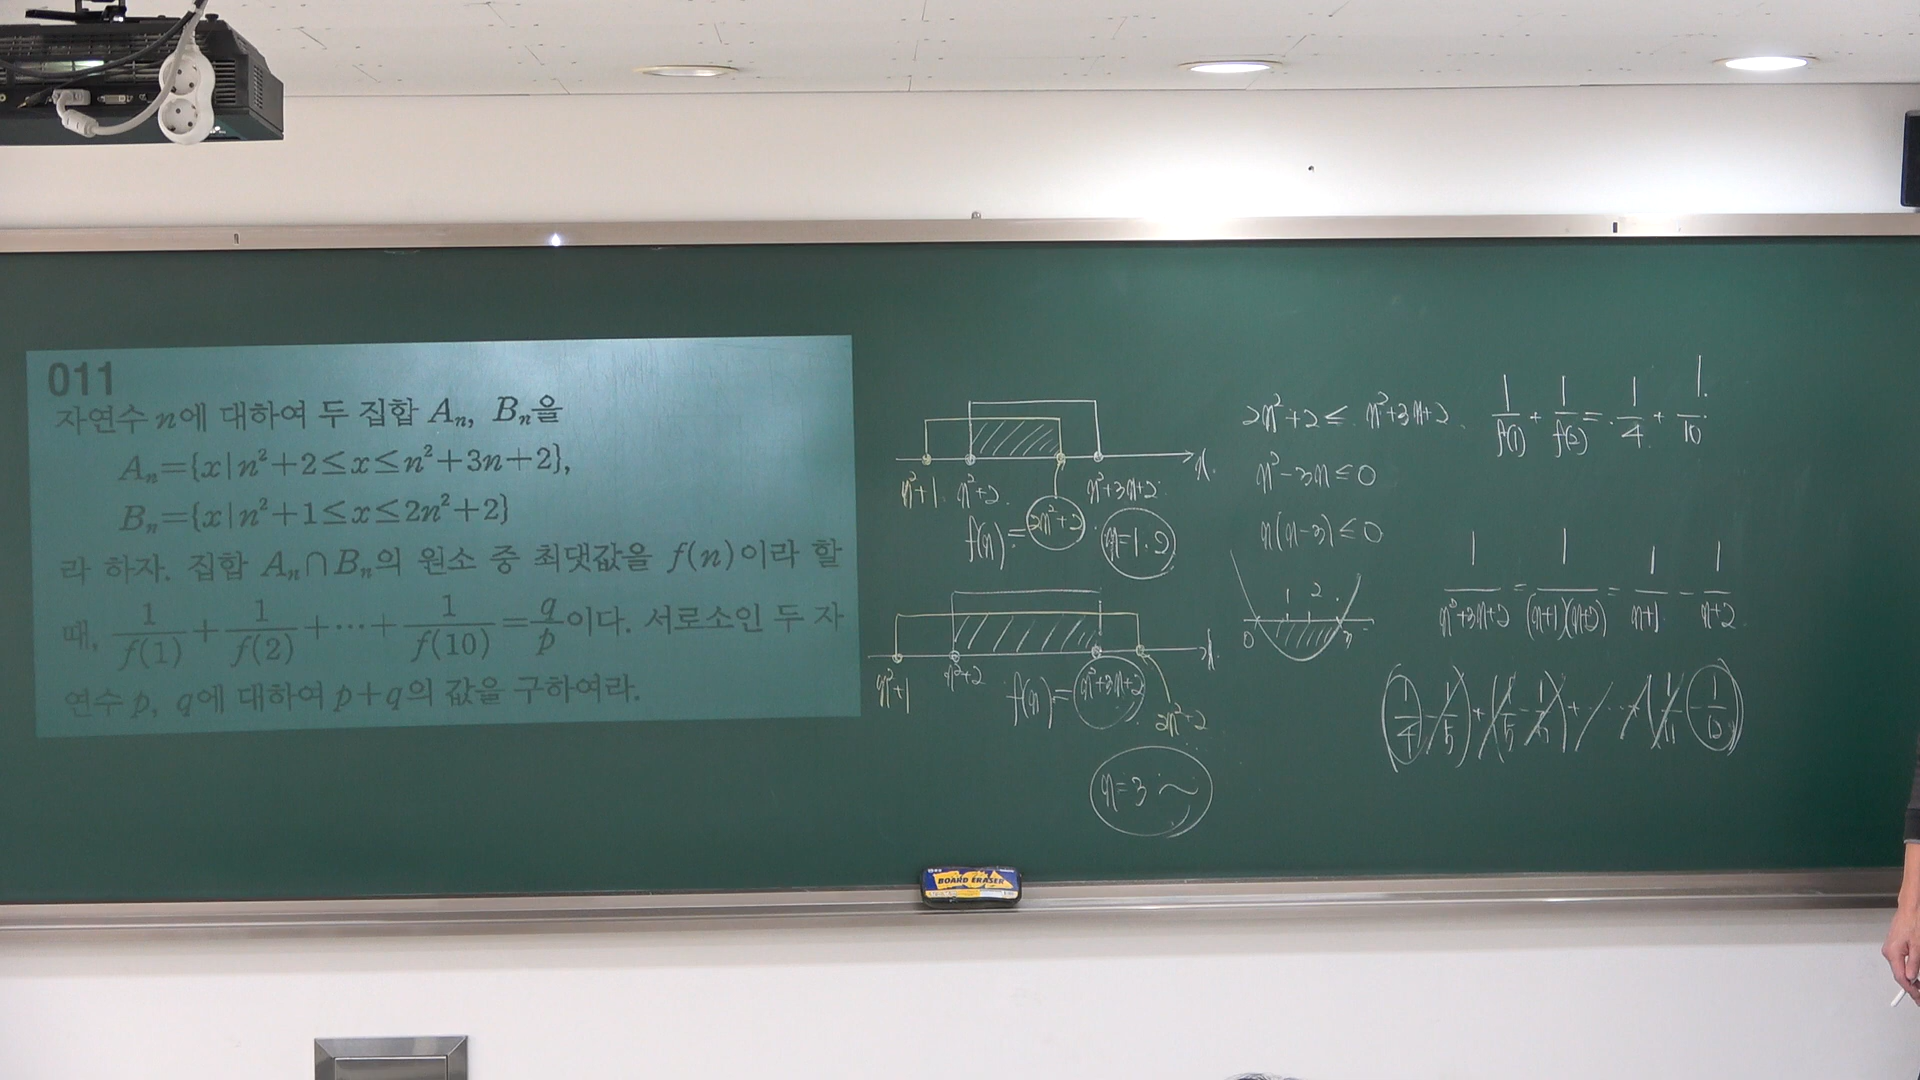 011
자연수 n에 대하여 두 집합 Aₙ, Bₙ을
Aₙ={x|n²+2≤x≤n²+3n+2},
Bₙ={x|n²+1≤x≤2n²+2}
라 하자. 집합 Aₙ∩Bₙ의 원소 중 최댓값을 f(n)이라 할
때, 1/f(1) + 1/f(2) + ··· + 1/f(10) = q/p이다. 서로소인 두 자
연수 p, q에 대하여 p+q의 값을 구하여라.
n²+1 n²+2 n²+3n+2 x
f(n)= 2n²+2 n=1·2
n²+1 n²+2 f(n)= n²+3n+2 2n²+2
n=3 ~
2n²+2 ≤ n²+3n+2
n²-3n ≤ 0
n(n-3) ≤ 0
1 2
0 3
1/f(1) + 1/f(2) = 1/4 + 1/10
1/(n²+3n+2) = 1/((n+1)(n+2)) = 1/(n+1) - 1/(n+2)
(1/4 - 1/5) + (1/5 - 1/6) + ··· + (1/11 - 1/12)
BOARD ERASER